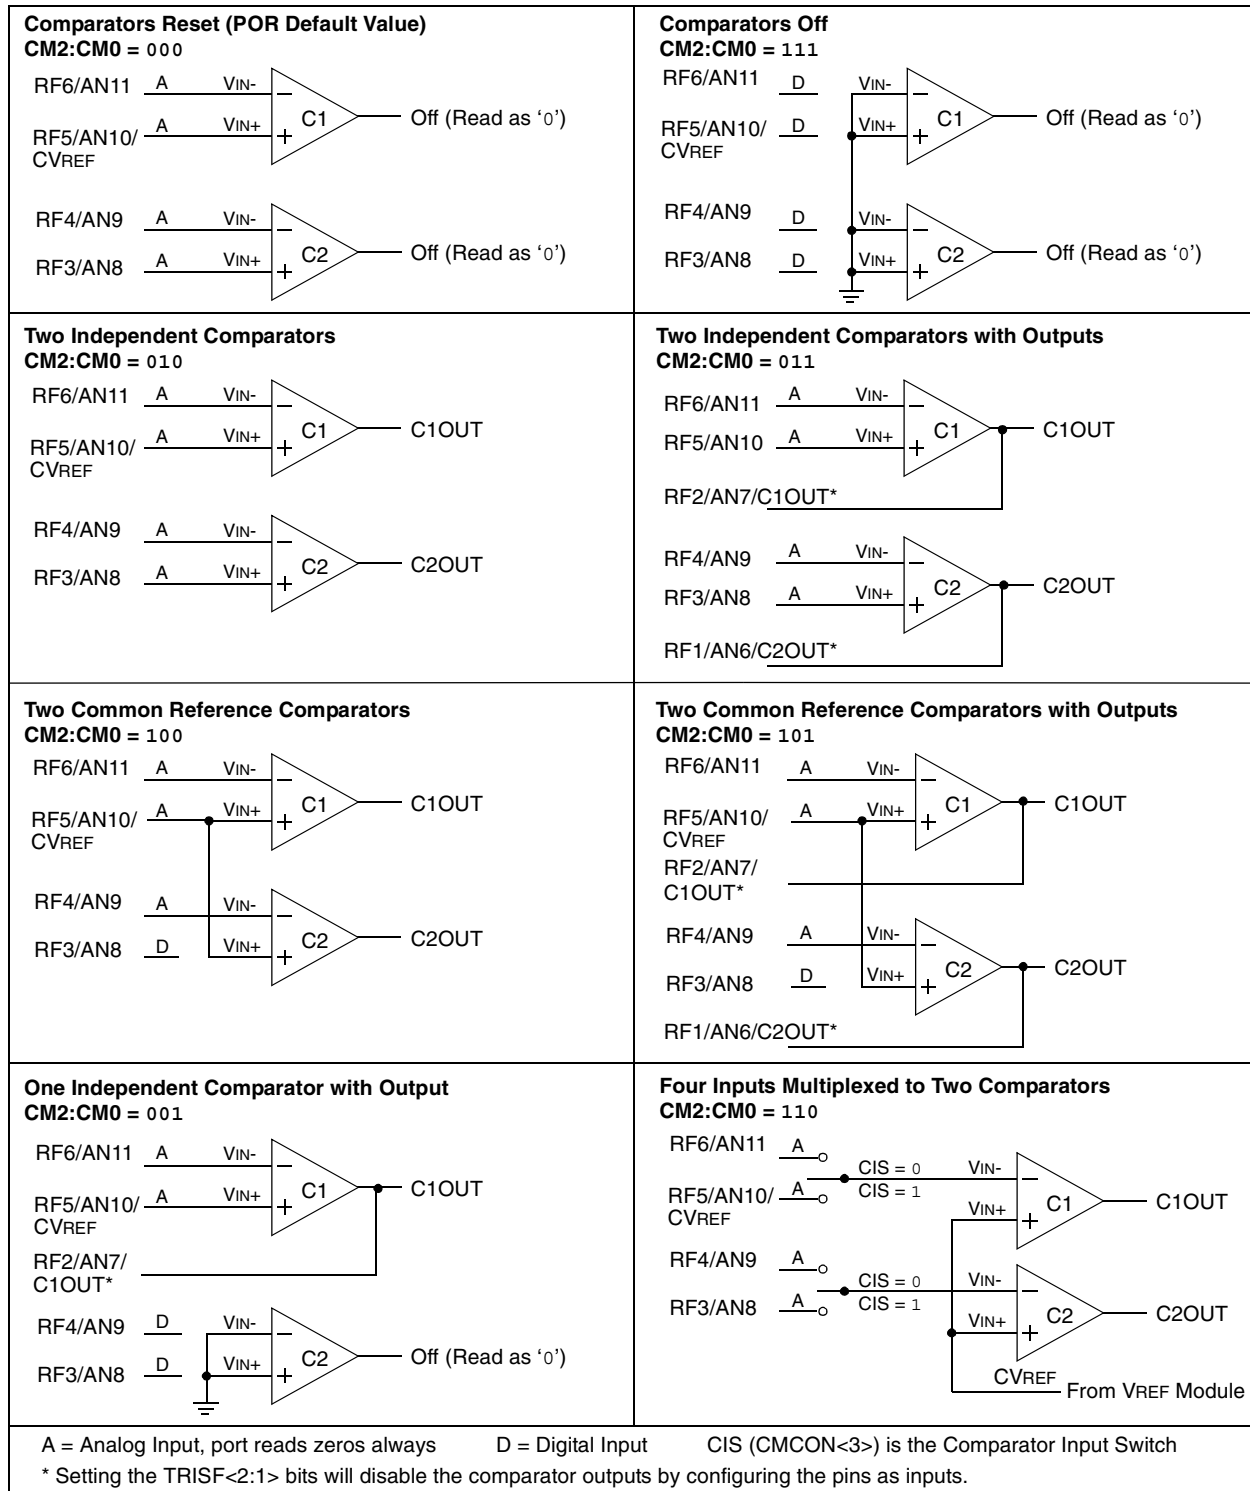 Comparators Reset (POR Default Value)
CM2:CM0 = 000
RF6/AN11 A VIN-
C1 Off (Read as ‘0’)
RF5/AN10/ A VIN+
CVREF
RF4/AN9 A VIN-
C2 Off (Read as ‘0’)
RF3/AN8 A VIN+
Comparators Off
CM2:CM0 = 111
RF6/AN11 D VIN-
C1 Off (Read as ‘0’)
RF5/AN10/ D VIN+
CVREF
RF4/AN9 D VIN-
C2 Off (Read as ‘0’)
RF3/AN8 D VIN+
Two Independent Comparators
CM2:CM0 = 010
RF6/AN11 A VIN-
C1 C1OUT
RF5/AN10/ A VIN+
CVREF
RF4/AN9 A VIN-
C2 C2OUT
RF3/AN8 A VIN+
Two Independent Comparators with Outputs
CM2:CM0 = 011
RF6/AN11 A VIN-
C1 C1OUT
RF5/AN10 A VIN+
RF2/AN7/C1OUT*
RF4/AN9 A VIN-
C2 C2OUT
RF3/AN8 A VIN+
RF1/AN6/C2OUT*
Two Common Reference Comparators
CM2:CM0 = 100
RF6/AN11 A VIN-
C1 C1OUT
RF5/AN10/ A VIN+
CVREF
RF4/AN9 A VIN-
C2 C2OUT
RF3/AN8 D VIN+
Two Common Reference Comparators with Outputs
CM2:CM0 = 101
RF6/AN11 A VIN-
C1 C1OUT
RF5/AN10/ A VIN+
CVREF
RF2/AN7/
C1OUT*
RF4/AN9 A VIN-
C2 C2OUT
RF3/AN8 D VIN+
RF1/AN6/C2OUT*
One Independent Comparator with Output
CM2:CM0 = 001
RF6/AN11 A VIN-
C1 C1OUT
RF5/AN10/ A VIN+
CVREF
RF2/AN7/
C1OUT*
RF4/AN9 D VIN-
C2 Off (Read as ‘0’)
RF3/AN8 D VIN+
Four Inputs Multiplexed to Two Comparators
CM2:CM0 = 110
RF6/AN11 A
CIS = 0 VIN-
RF5/AN10/ A CIS = 1
CVREF
VIN+ C1 C1OUT
RF4/AN9 A
CIS = 0 VIN-
RF3/AN8 A CIS = 1
VIN+ C2 C2OUT
CVREF
From VREF Module
A = Analog Input, port reads zeros always D = Digital Input CIS (CMCON<3>) is the Comparator Input Switch
* Setting the TRISF<2:1> bits will disable the comparator outputs by configuring the pins as inputs.